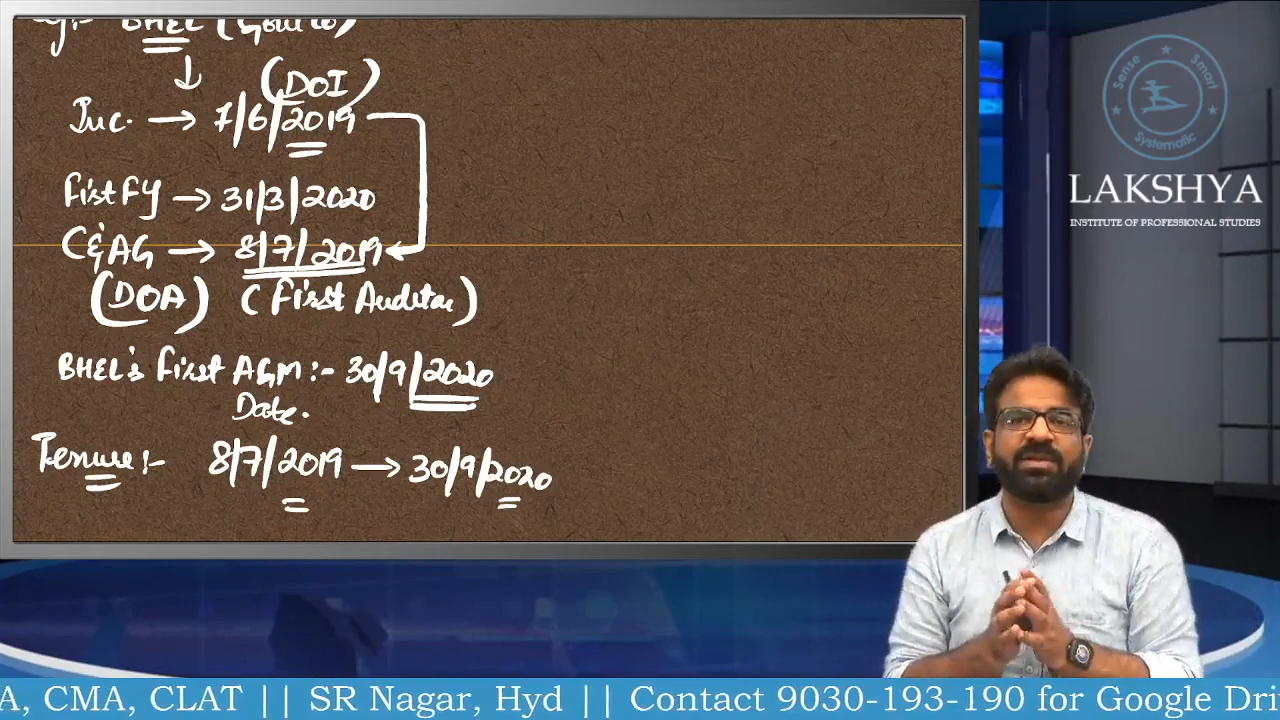 BHEL (Govt Co)
(DOI)
Inc. → 7/6/2019
First FY → 31/3/2020
C&AG → 8/7/2019
(DOA) (First Auditor)
BHEL's First AGM :- 30/9/2020
Date.
Tenure :- 8/7/2019 → 30/9/2020
Sense Smart
Systematic
LAKSHYA
INSTITUTE OF PROFESSIONAL STUDIES
A, CMA, CLAT || SR Nagar, Hyd || Contact 9030-193-190 for Google Dri